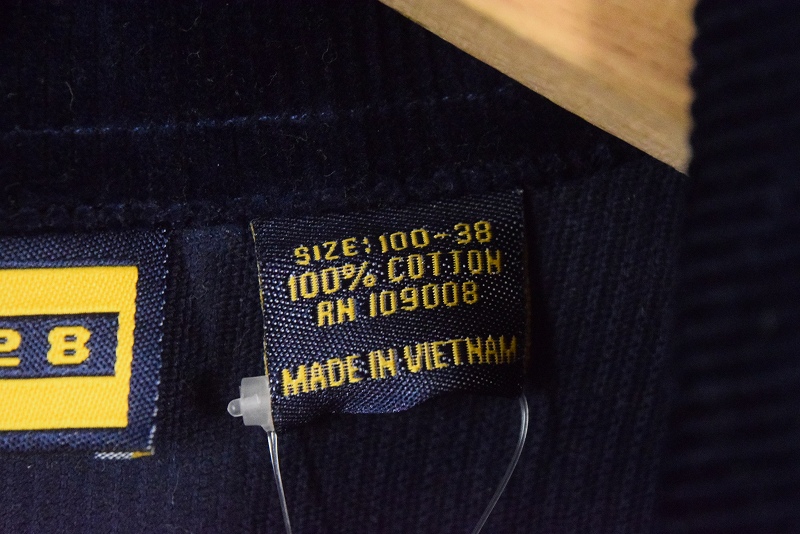 28
SIZE: 100-38
100% COTTON
RN 109008
MADE IN VIETNAM